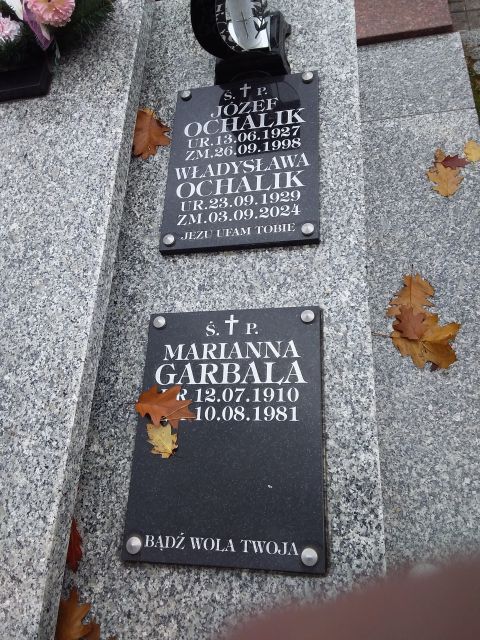 Ś. † P.
JÓZEF
OCHALIK
UR.13.06.1927
ZM.26.09.1998
WŁADYSŁAWA
OCHALIK
UR.23.09.1929
ZM.03.09.2024
JEZU UFAM TOBIE
Ś. † P.
MARIANNA
GARBALA
R.12.07.1910
10.08.1981
BĄDŹ WOLA TWOJA